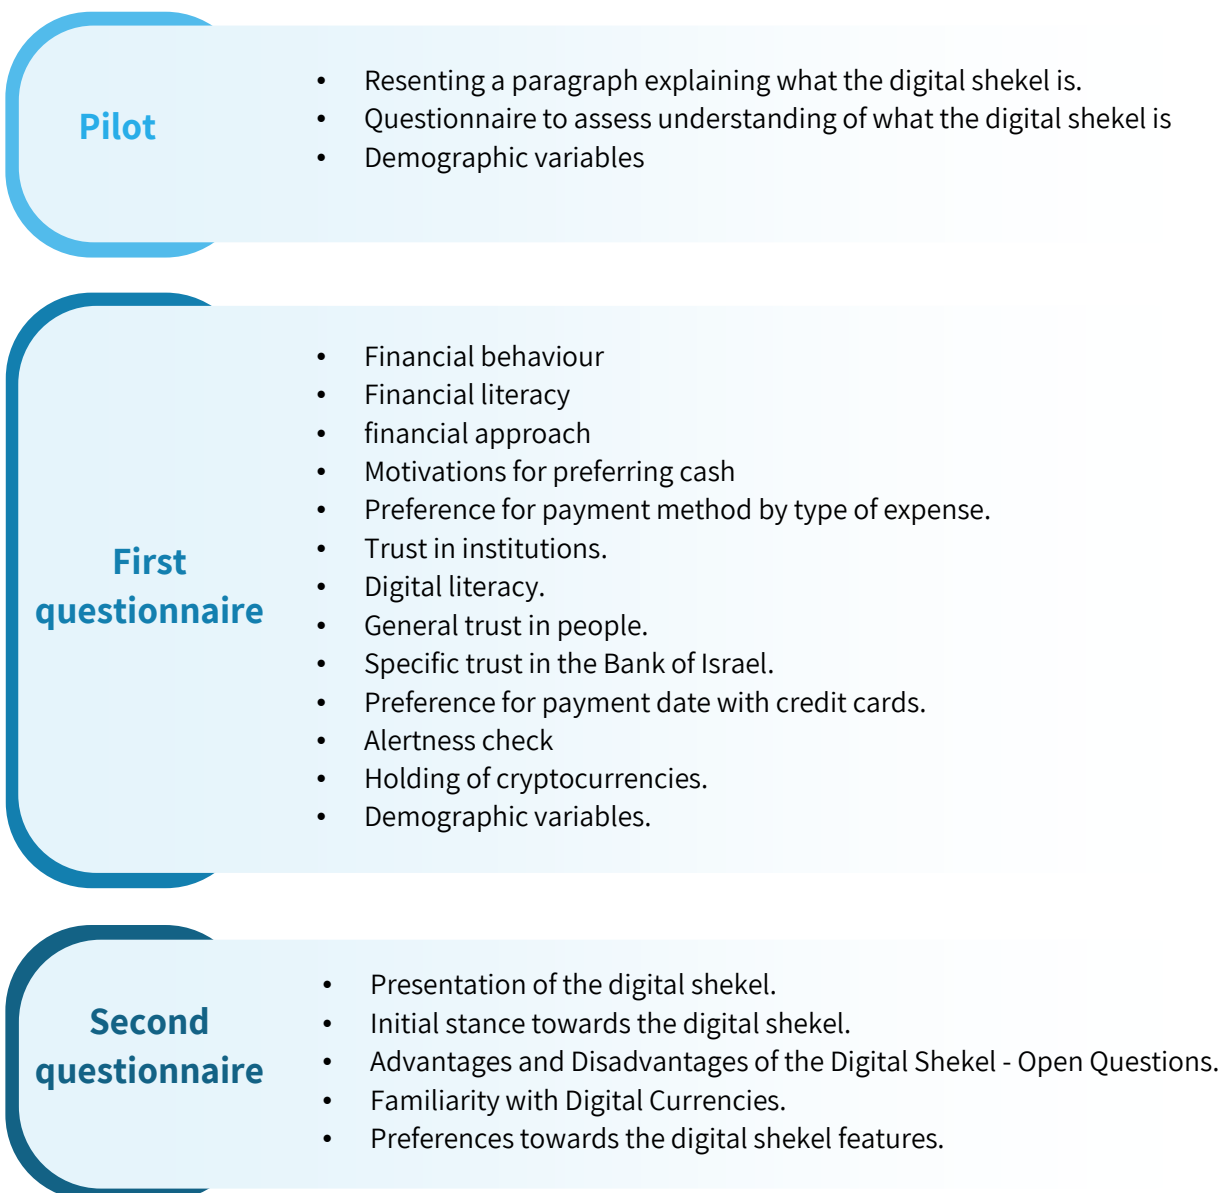 Pilot
• Resenting a paragraph explaining what the digital shekel is.
• Questionnaire to assess understanding of what the digital shekel is
• Demographic variables
First
questionnaire
• Financial behaviour
• Financial literacy
• financial approach
• Motivations for preferring cash
• Preference for payment method by type of expense.
• Trust in institutions.
• Digital literacy.
• General trust in people.
• Specific trust in the Bank of Israel.
• Preference for payment date with credit cards.
• Alertness check
• Holding of cryptocurrencies.
• Demographic variables.
Second
questionnaire
• Presentation of the digital shekel.
• Initial stance towards the digital shekel.
• Advantages and Disadvantages of the Digital Shekel - Open Questions.
• Familiarity with Digital Currencies.
• Preferences towards the digital shekel features.